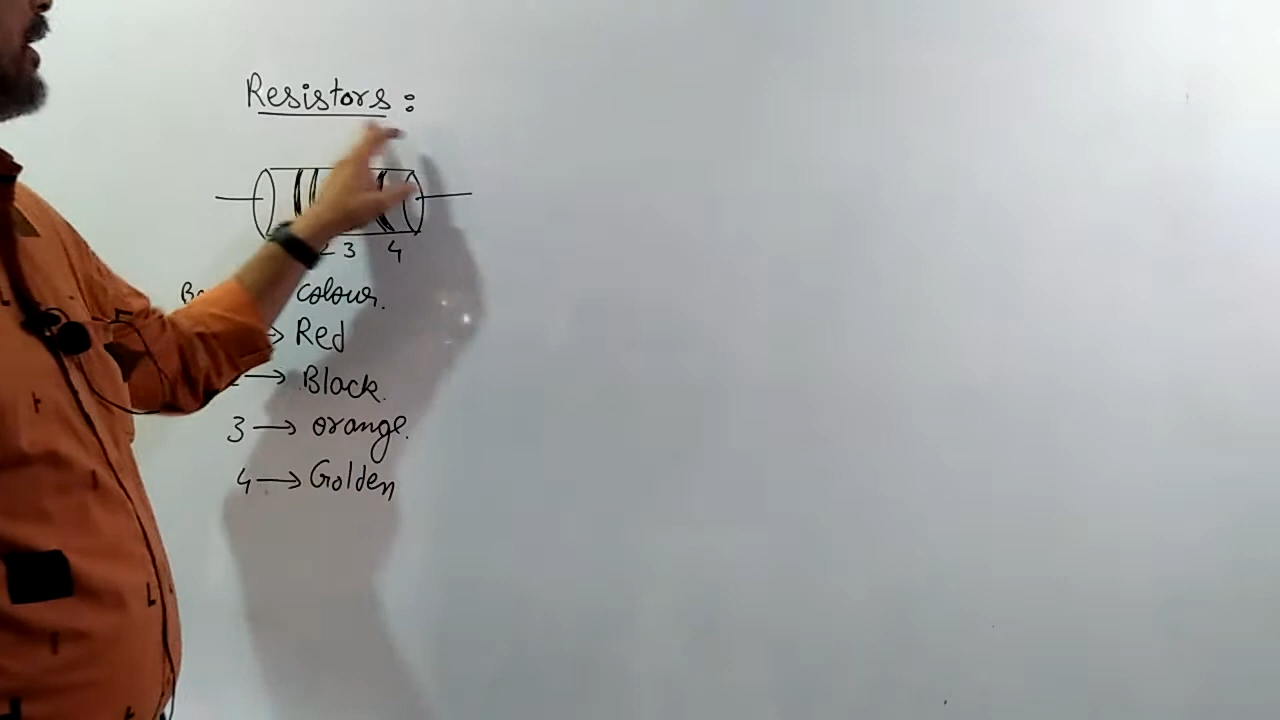 Resistors :
3 4
colour.
→ Red
→ Black.
3 → orange.
4 → Golden